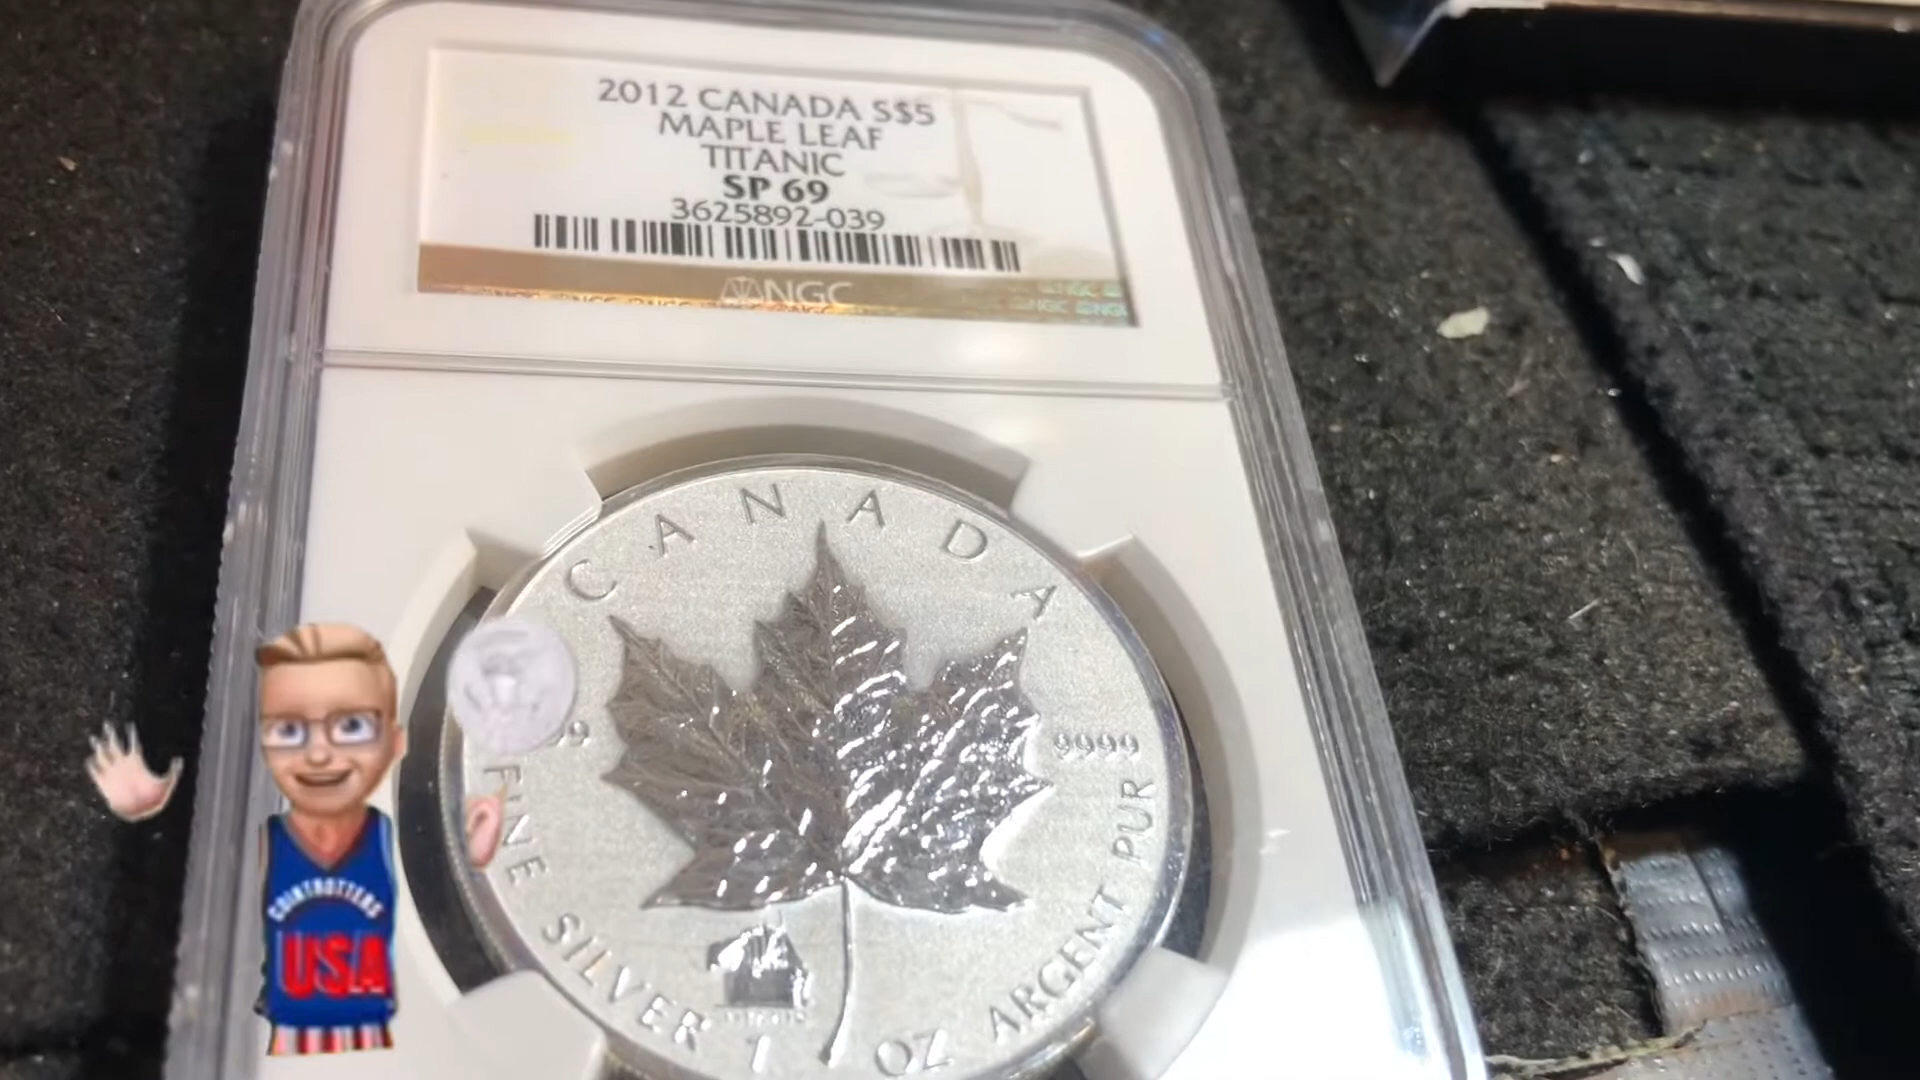 2012 CANADA S$5
MAPLE LEAF
TITANIC
SP 69
3625892-039
NGC
CANADA
9999
FINE SILVER 1 OZ ARGENT PUR
COINTROTTERS
USA